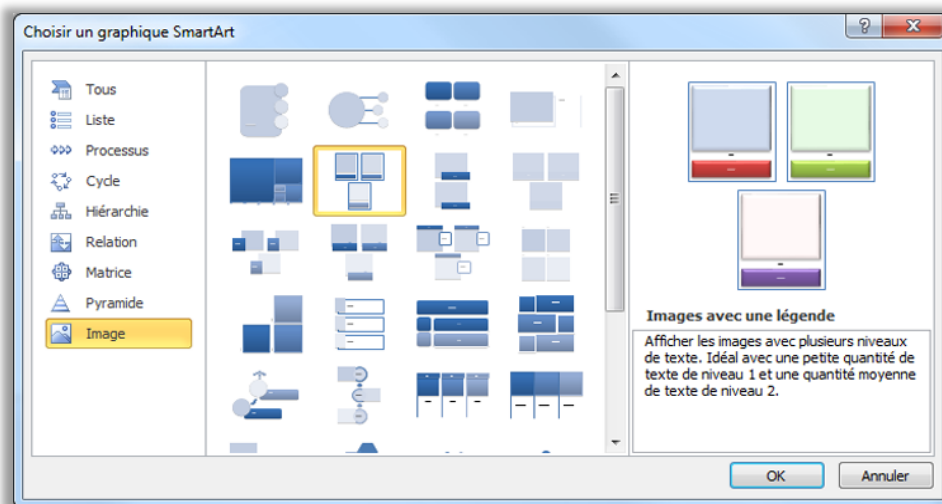 Choisir un graphique SmartArt
Tous
Liste
Processus
Cycle
Hiérarchie
Relation
Matrice
Pyramide
Image
Images avec une légende
Afficher les images avec plusieurs niveaux
de texte. Idéal avec une petite quantité de
texte de niveau 1 et une quantité moyenne
de texte de niveau 2.
OK
Annuler